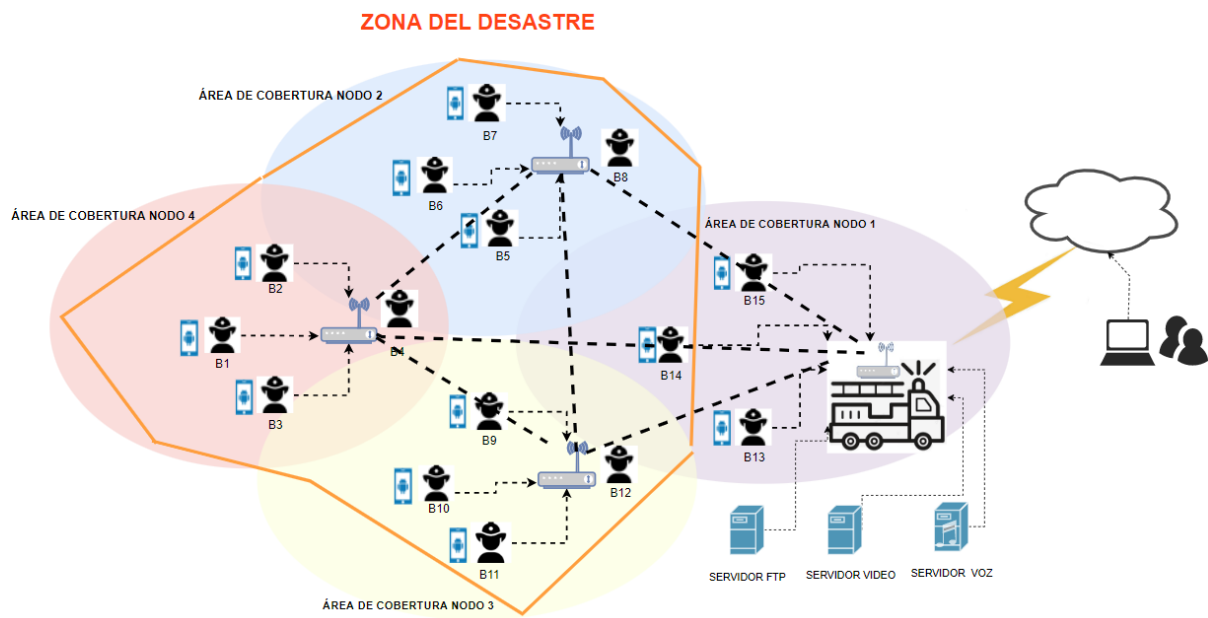 ZONA DEL DESASTRE
ÁREA DE COBERTURA NODO 2
B7
B8
B6
ÁREA DE COBERTURA NODO 4
ÁREA DE COBERTURA NODO 1
B5
B2
B15
B4
B1
B14
B3
B9
B13
B12
B10
B11
SERVIDOR FTP
SERVIDOR VIDEO
SERVIDOR VOZ
ÁREA DE COBERTURA NODO 3